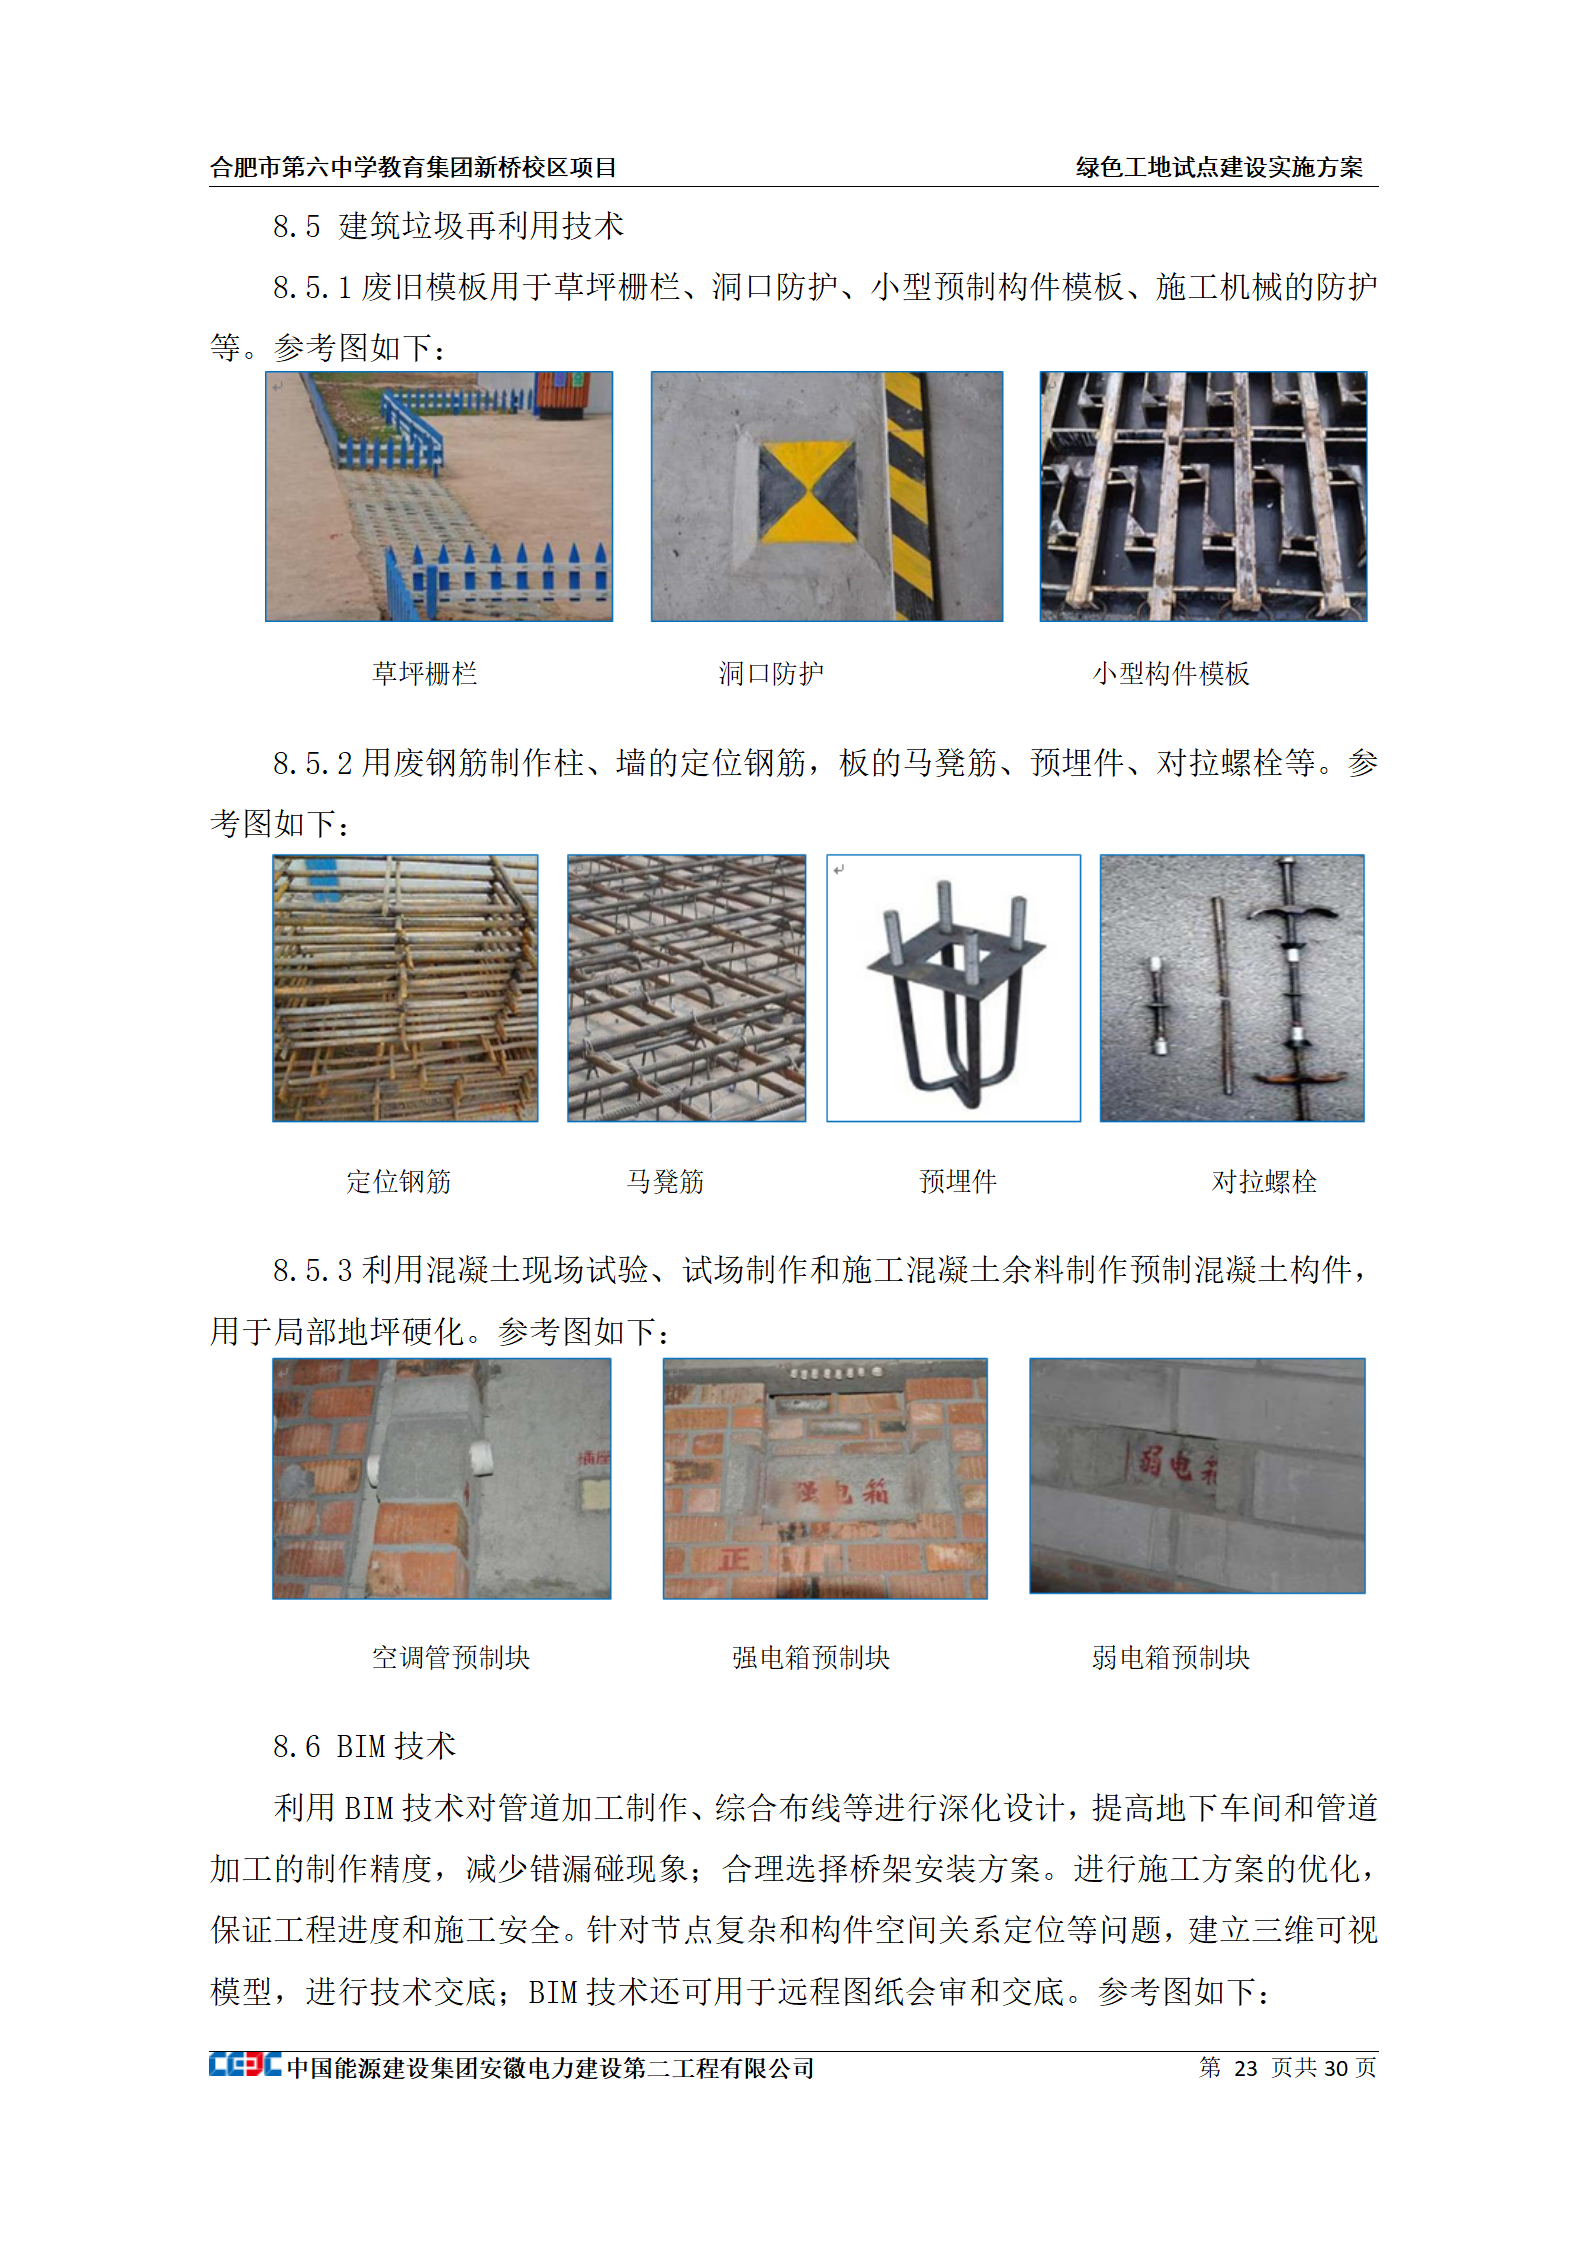 合肥市第六中学教育集团新桥校区项目 绿色工地试点建设实施方案
8.5 建筑垃圾再利用技术
8.5.1 废旧模板用于草坪栅栏、洞口防护、小型预制构件模板、施工机械的防护
等。参考图如下：
草坪栅栏 洞口防护 小型构件模板
8.5.2 用废钢筋制作柱、墙的定位钢筋，板的马凳筋、预埋件、对拉螺栓等。参
考图如下：
定位钢筋 马凳筋 预埋件 对拉螺栓
8.5.3 利用混凝土现场试验、试场制作和施工混凝土余料制作预制混凝土构件，
用于局部地坪硬化。参考图如下：
插座
强电箱
正
弱电箱
空调管预制块 强电箱预制块 弱电箱预制块
8.6 BIM 技术
利用 BIM 技术对管道加工制作、综合布线等进行深化设计，提高地下车间和管道
加工的制作精度，减少错漏碰现象；合理选择桥架安装方案。进行施工方案的优化，
保证工程进度和施工安全。针对节点复杂和构件空间关系定位等问题，建立三维可视
模型，进行技术交底；BIM 技术还可用于远程图纸会审和交底。参考图如下：
CEEC 中国能源建设集团安徽电力建设第二工程有限公司 第 23 页共 30 页